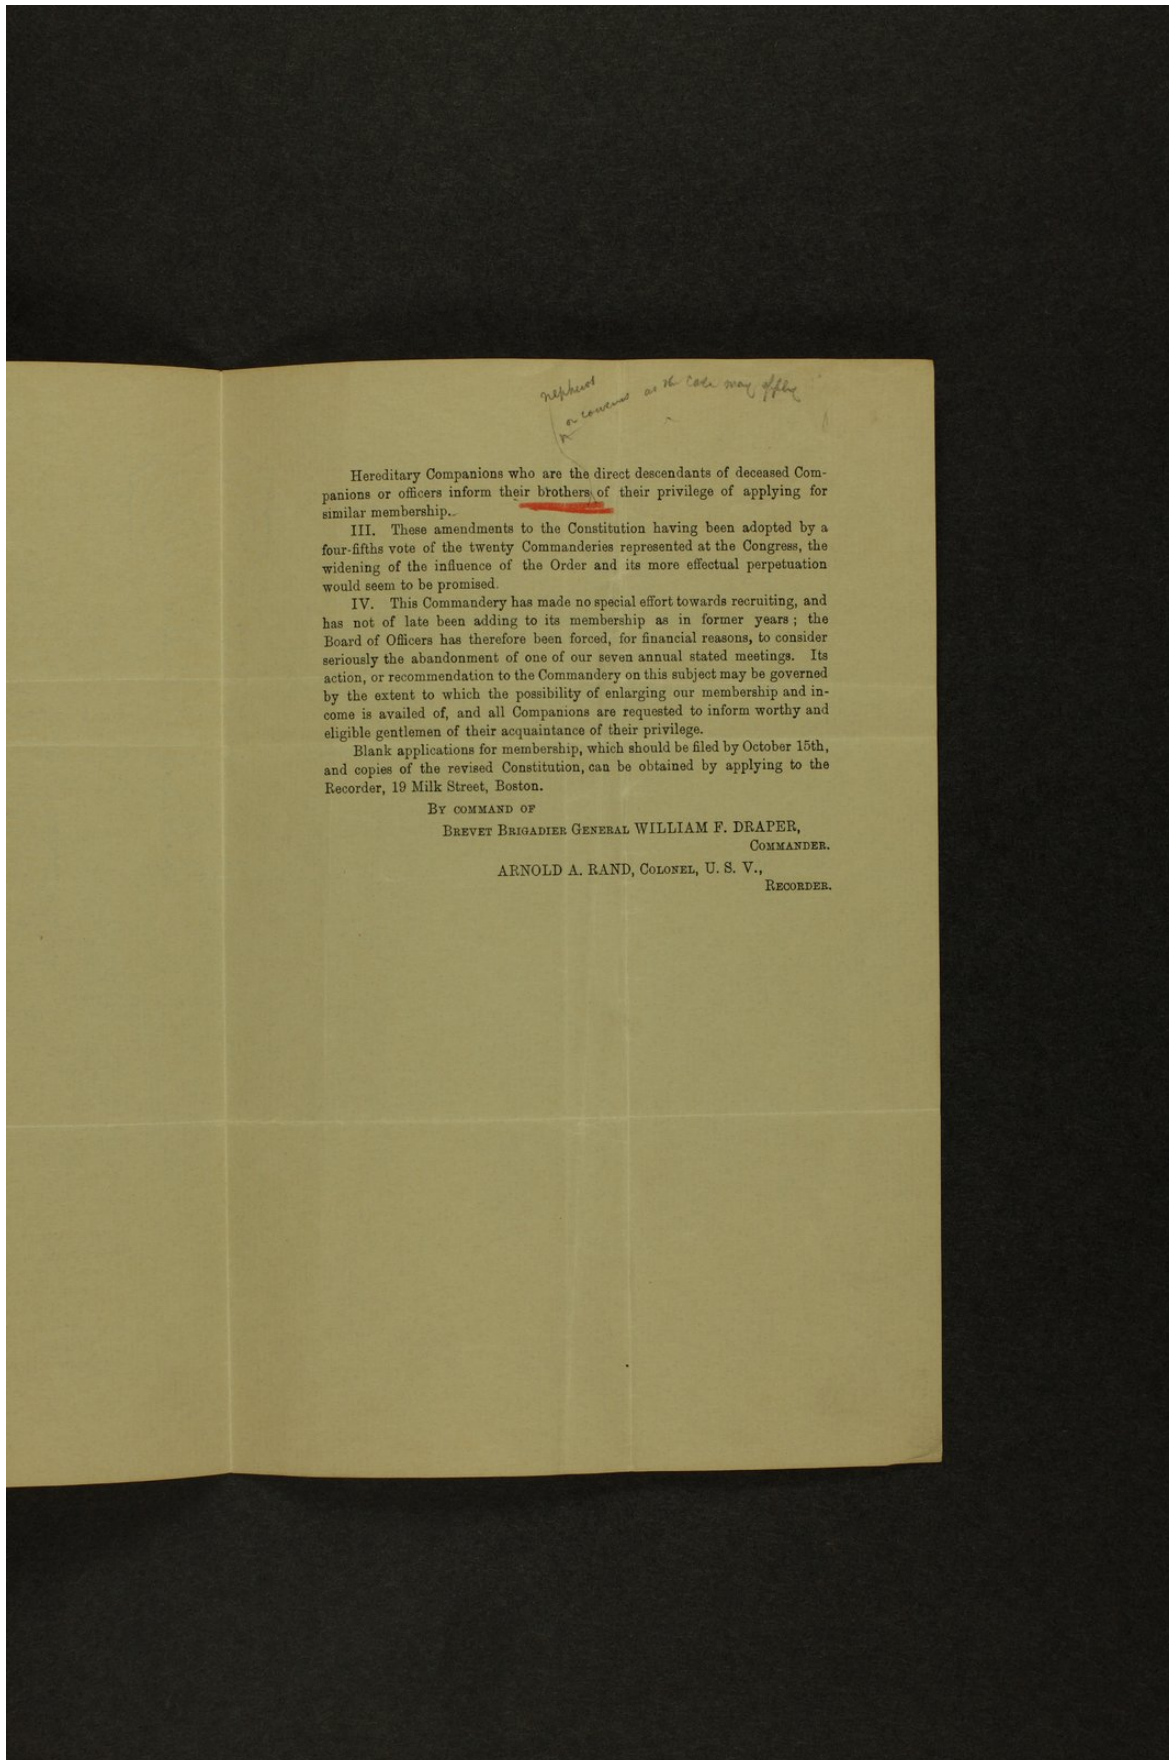 nephews
or
as the case may apply
Hereditary Companions who are the direct descendants of deceased Com-
panions or officers inform their brothers of their privilege of applying for
similar membership.
III. These amendments to the Constitution having been adopted by a
four-fifths vote of the twenty Commanderies represented at the Congress, the
widening of the influence of the Order and its more effectual perpetuation
would seem to be promised.
IV. This Commandery has made no special effort towards recruiting, and
has not of late been adding to its membership as in former years; the
Board of Officers has therefore been forced, for financial reasons, to consider
seriously the abandonment of one of our seven annual stated meetings. Its
action, or recommendation to the Commandery on this subject may be governed
by the extent to which the possibility of enlarging our membership and in-
come is availed of, and all Companions are requested to inform worthy and
eligible gentlemen of their acquaintance of their privilege.
Blank applications for membership, which should be filed by October 15th,
and copies of the revised Constitution, can be obtained by applying to the
Recorder, 19 Milk Street, Boston.
BY COMMAND OF
BREVET BRIGADIER GENERAL WILLIAM F. DRAPER,
COMMANDER.
ARNOLD A. RAND, COLONEL, U. S. V.,
RECORDER.